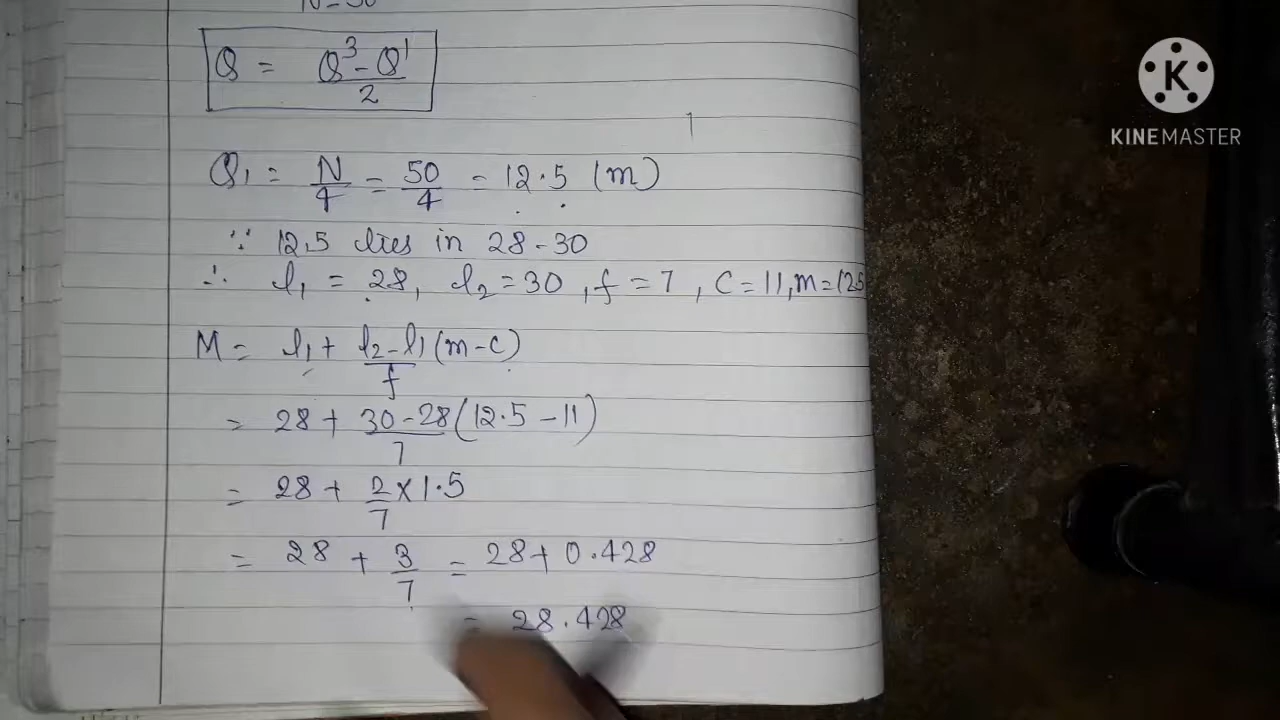 N=50
Q = Q³-Q¹/2
Q₁ = N/4 = 50/4 = 12.5 (m)
∵ 12.5 lies in 28-30
∴ l₁ = 28, l₂ = 30, f = 7, C = 11, m = 12.5
M = l₁ + l₂-l₁/f (m-c)
= 28 + 30-28/7 (12.5-11)
= 28 + 2/7 × 1.5
= 28 + 3/7 = 28 + 0.428
= 28.428
K
KINEMASTER